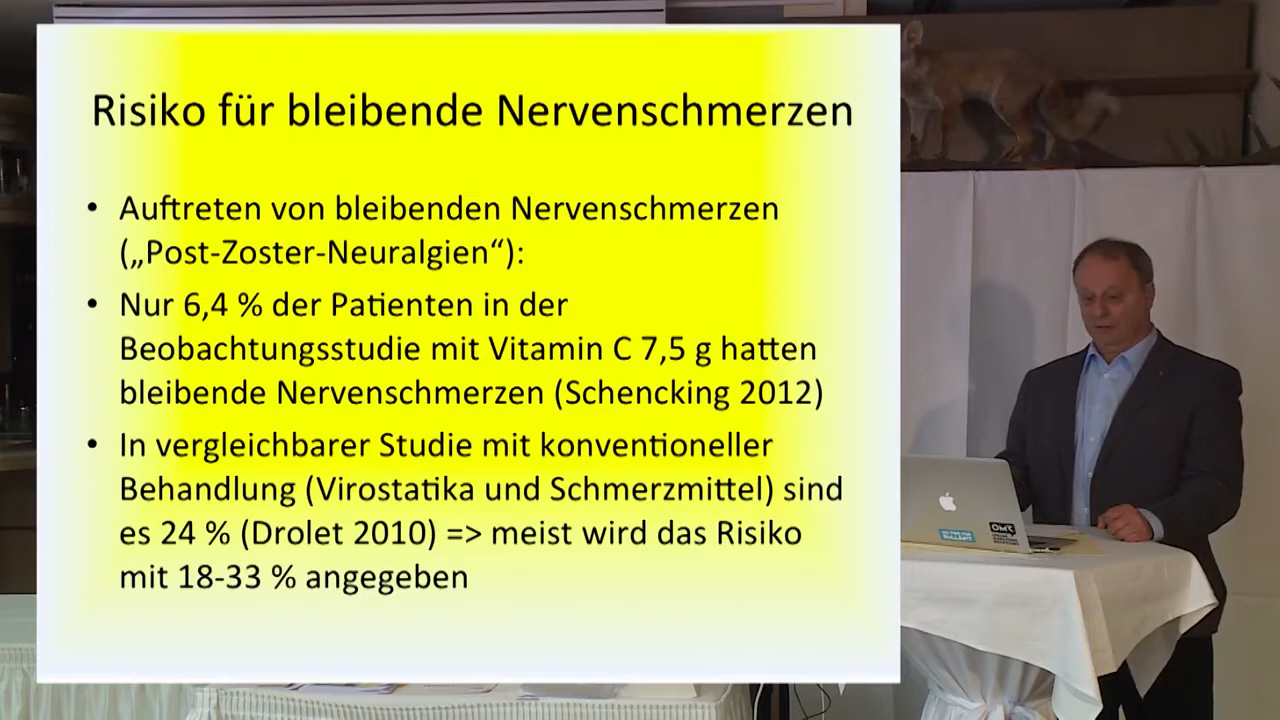 Risiko für bleibende Nervenschmerzen
• Auftreten von bleibenden Nervenschmerzen
(„Post-Zoster-Neuralgien“):
• Nur 6,4 % der Patienten in der
Beobachtungsstudie mit Vitamin C 7,5 g hatten
bleibende Nervenschmerzen (Schencking 2012)
• In vergleichbarer Studie mit konventioneller
Behandlung (Virostatika und Schmerzmittel) sind
es 24 % (Drolet 2010) => meist wird das Risiko
mit 18-33 % angegeben